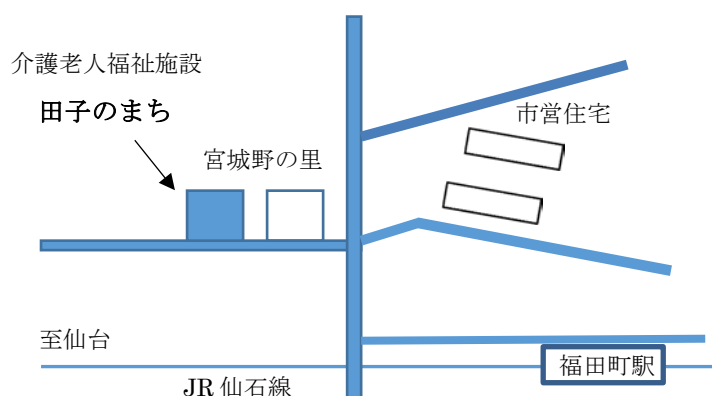 介護老人福祉施設
田子のまち
市営住宅
宮城野の里
至仙台
福田町駅
JR 仙石線